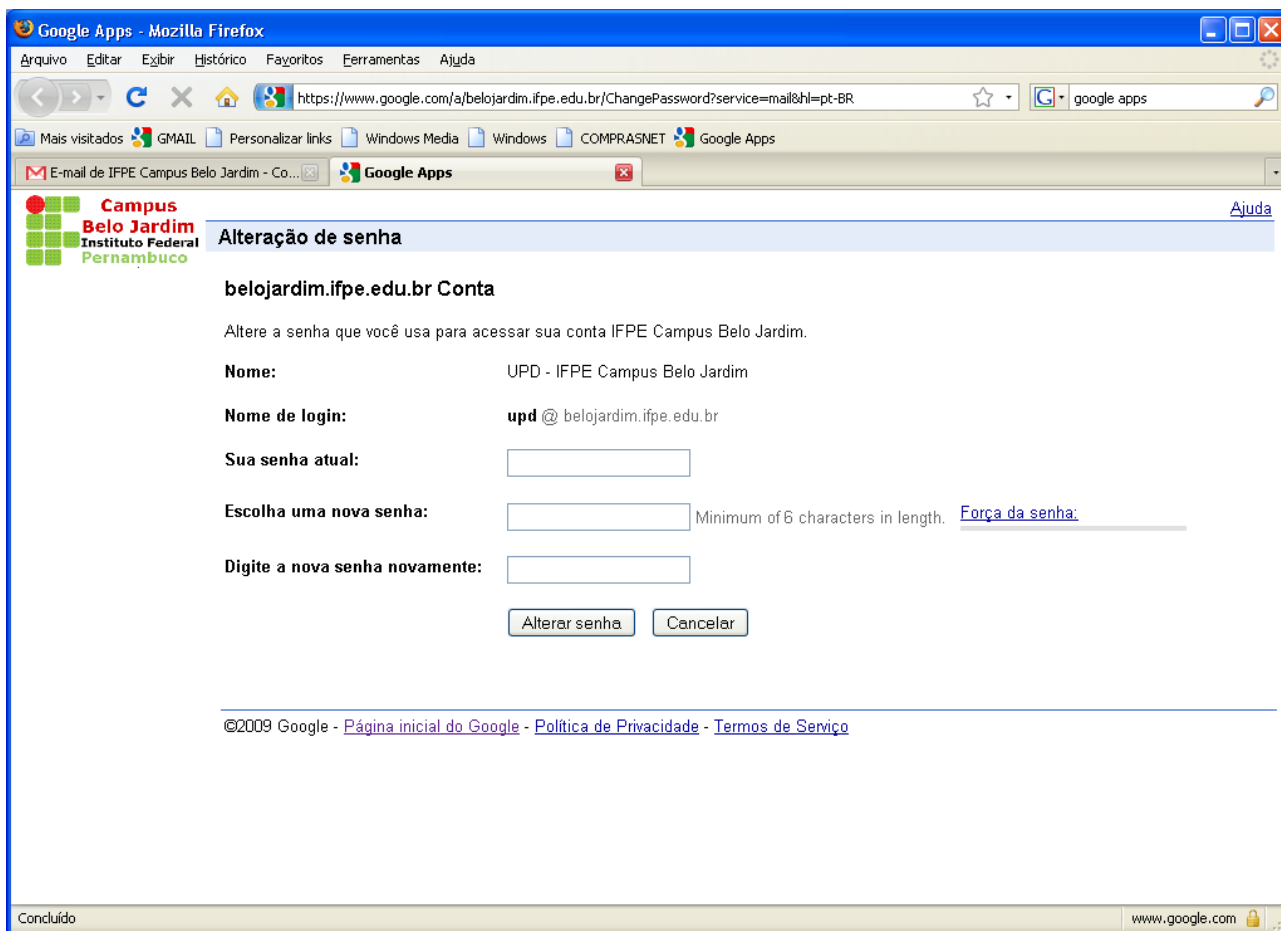 Google Apps - Mozilla Firefox
Arquivo Editar Exibir Histórico Favoritos Ferramentas Ajuda
https://www.google.com/a/belojardim.ifpe.edu.br/ChangePassword?service=mail&hl=pt-BR google apps
Mais visitados GMAIL Personalizar links Windows Media Windows COMPRASNET Google Apps
E-mail de IFPE Campus Belo Jardim - Co... Google Apps
Campus
Belo Jardim
Instituto Federal
Pernambuco
Ajuda
Alteração de senha
belojardim.ifpe.edu.br Conta
Altere a senha que você usa para acessar sua conta IFPE Campus Belo Jardim.
Nome: UPD - IFPE Campus Belo Jardim
Nome de login: upd @ belojardim.ifpe.edu.br
Sua senha atual:
Escolha uma nova senha: Minimum of 6 characters in length. Força da senha:
Digite a nova senha novamente:
Alterar senha Cancelar
©2009 Google - Página inicial do Google - Política de Privacidade - Termos de Serviço
Concluído www.google.com